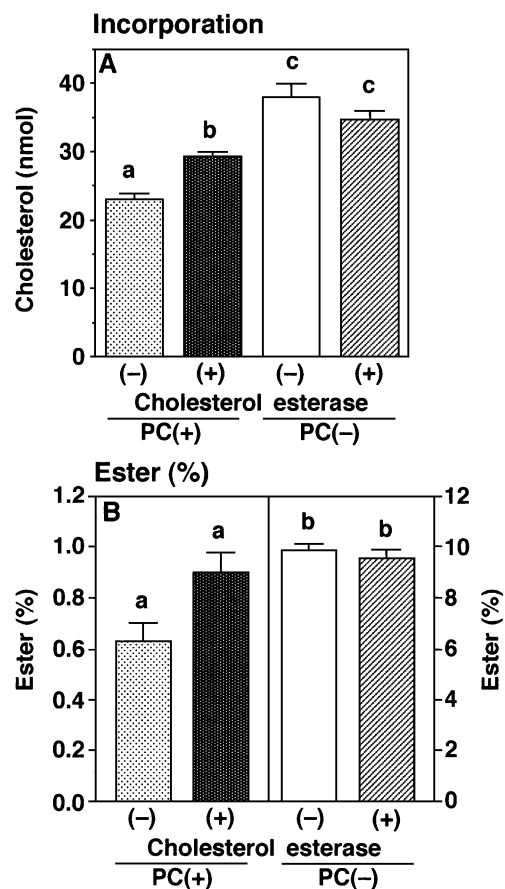 Incorporation
A
Cholesterol (nmol)
40
30
20
10
0
a
b
c
c
(–) (+) (–) (+)
Cholesterol esterase
PC(+) PC(–)
Ester (%)
B
Ester (%)
1.2
1.0
0.8
0.6
0.4
0.2
0.0
a
a
b
b
12
10
8
6
4
2
0
Ester (%)
(–) (+) (–) (+)
Cholesterol esterase
PC(+) PC(–)